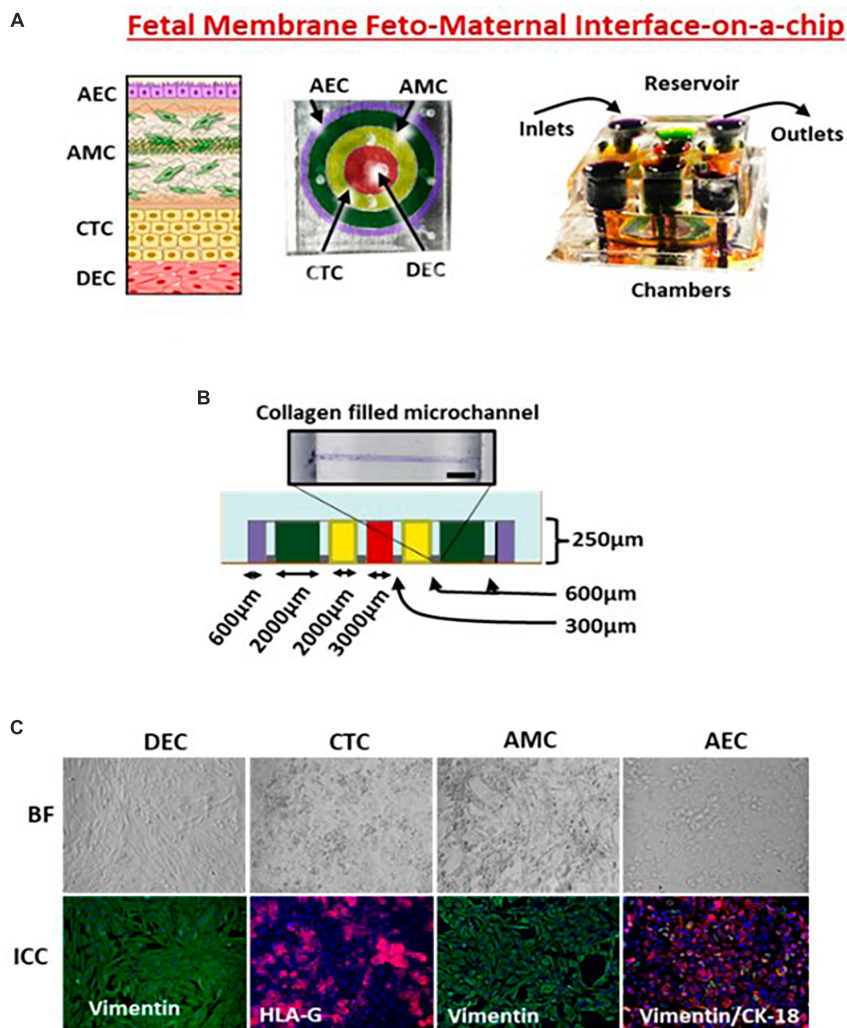 A
Fetal Membrane Feto-Maternal Interface-on-a-chip
AEC
AMC
CTC
DEC
AEC
AMC
CTC
DEC
Reservoir
Inlets
Outlets
Chambers
B
Collagen filled microchannel
250µm
600µm
2000µm
2000µm
3000µm
600µm
300µm
C
DEC
CTC
AMC
AEC
BF
ICC
Vimentin
HLA-G
Vimentin
Vimentin/CK-18